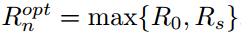 $R_n^{opt} = \max\{R_0, R_s\}$